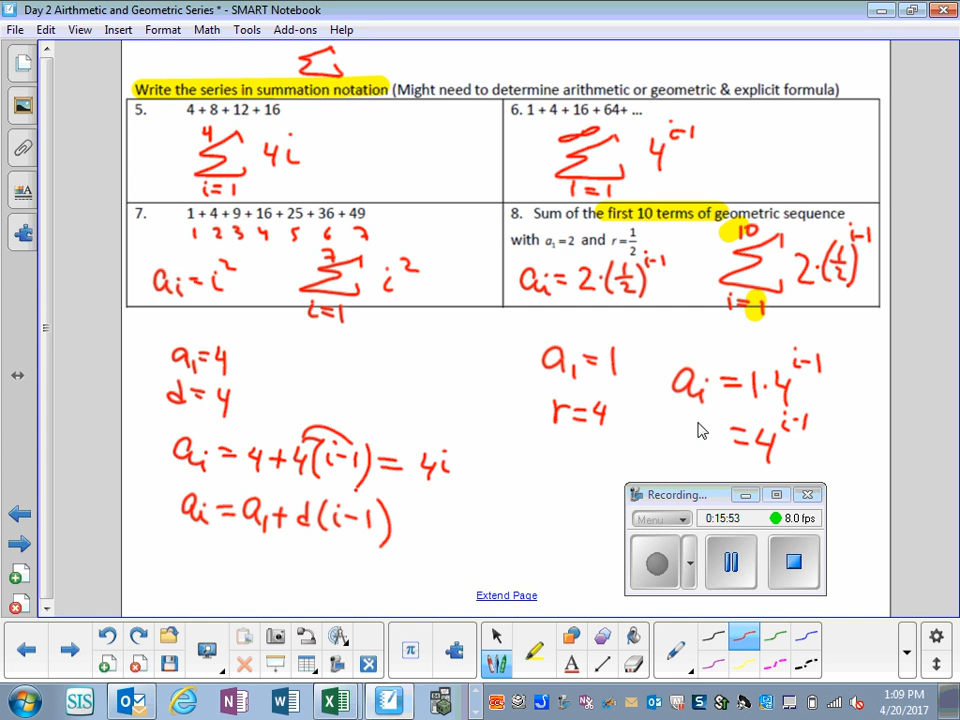 Day 2 Airthmetic and Geometric Series * - SMART Notebook
File Edit View Insert Format Math Tools Add-ons Help
Σ
Write the series in summation notation (Might need to determine arithmetic or geometric & explicit formula)
5. 4 + 8 + 12 + 16
4
Σ 4i
i=1
6. 1 + 4 + 16 + 64+ ...
∞
Σ 4^(i-1)
i=1
7. 1 + 4 + 9 + 16 + 25 + 36 + 49
1 2 3 4 5 6 7
aᵢ = i²
7
Σ i²
i=1
8. Sum of the first 10 terms of geometric sequence
with a₁=2 and r=1/2
aᵢ = 2·(1/2)^(i-1)
10
Σ 2·(1/2)^(i-1)
i=1
a₁=4
d=4
aᵢ = 4+4(i-1) = 4i
aᵢ = a₁+d(i-1)
a₁=1
r=4
aᵢ = 1·4^(i-1)
=4^(i-1)
Recording...
Menu
0:15:53
8.0 fps
Extend Page
π
A
SIS
1:09 PM
4/20/2017